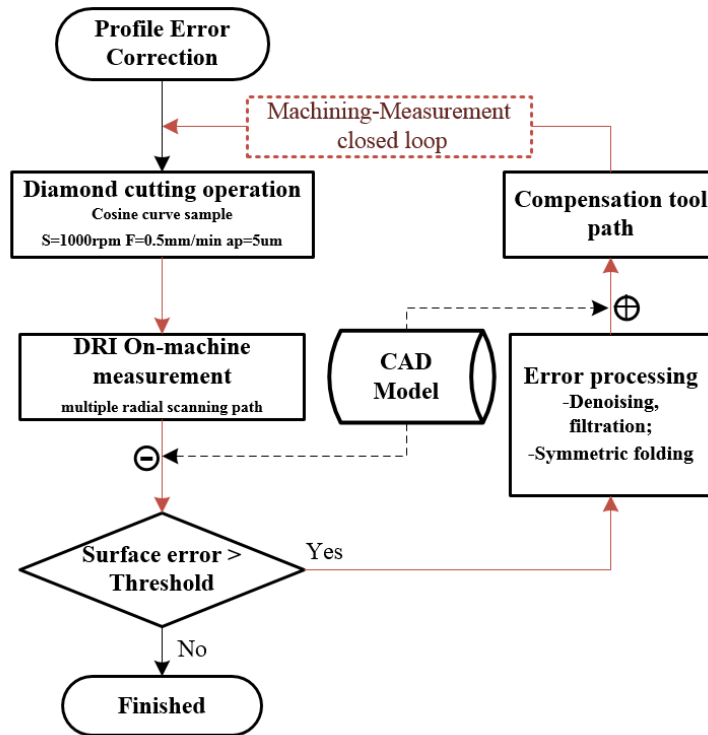 Profile Error
Correction
Machining-Measurement
closed loop
Diamond cutting operation
Cosine curve sample
S=1000rpm F=0.5mm/min ap=5um
Compensation tool
path
DRI On-machine
measurement
multiple radial scanning path
CAD
Model
Error processing
-Denoising,
filtration;
-Symmetric folding
Surface error >
Threshold
Yes
No
Finished